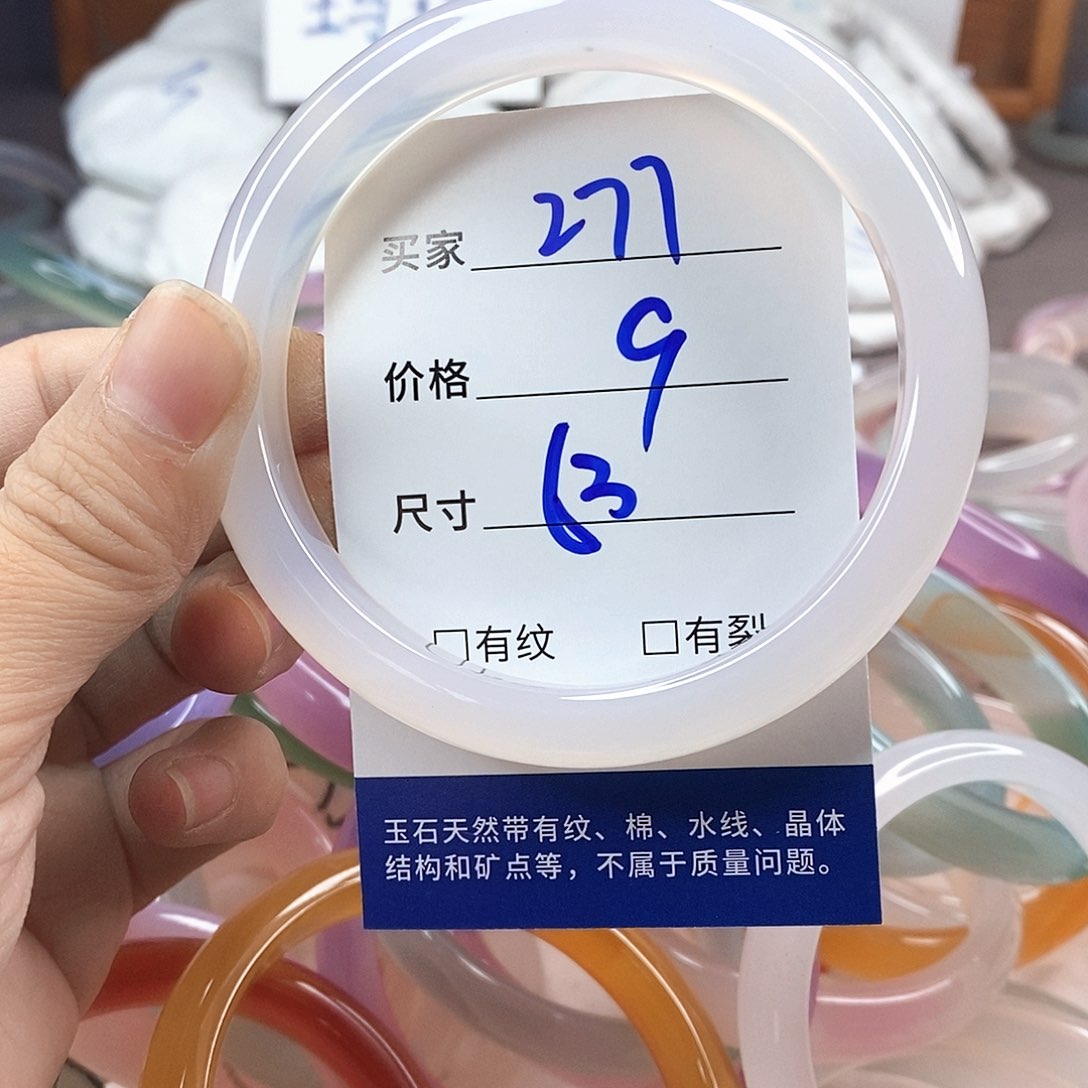 买家 277
价格 9
尺寸 63
□有纹 □有裂
玉石天然带有纹、棉、水线、晶体
结构和矿点等，不属于质量问题。